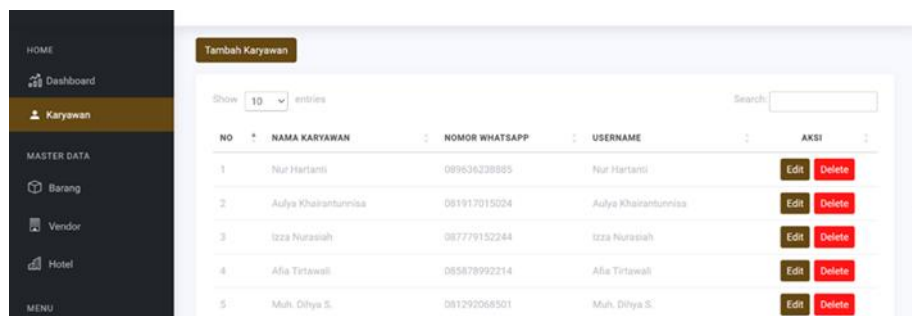 HOME
Dashboard
Karyawan
MASTER DATA
Barang
Vendor
Hotel
MENU
Tambah Karyawan
Show 10 entries Search:
NO NAMA KARYAWAN NOMOR WHATSAPP USERNAME AKSI
1 Nur Hartanti 089636238885 Nur Hartanti Edit Delete
2 Aulya Khairantunnisa 081917015024 Aulya Khairantunnisa Edit Delete
3 Izza Nurasiah 087779152244 Izza Nurasiah Edit Delete
4 Afia Tirtawali 085878992214 Afia Tirtawali Edit Delete
5 Muh. Dihya S. 081292068501 Muh. Dihya S. Edit Delete